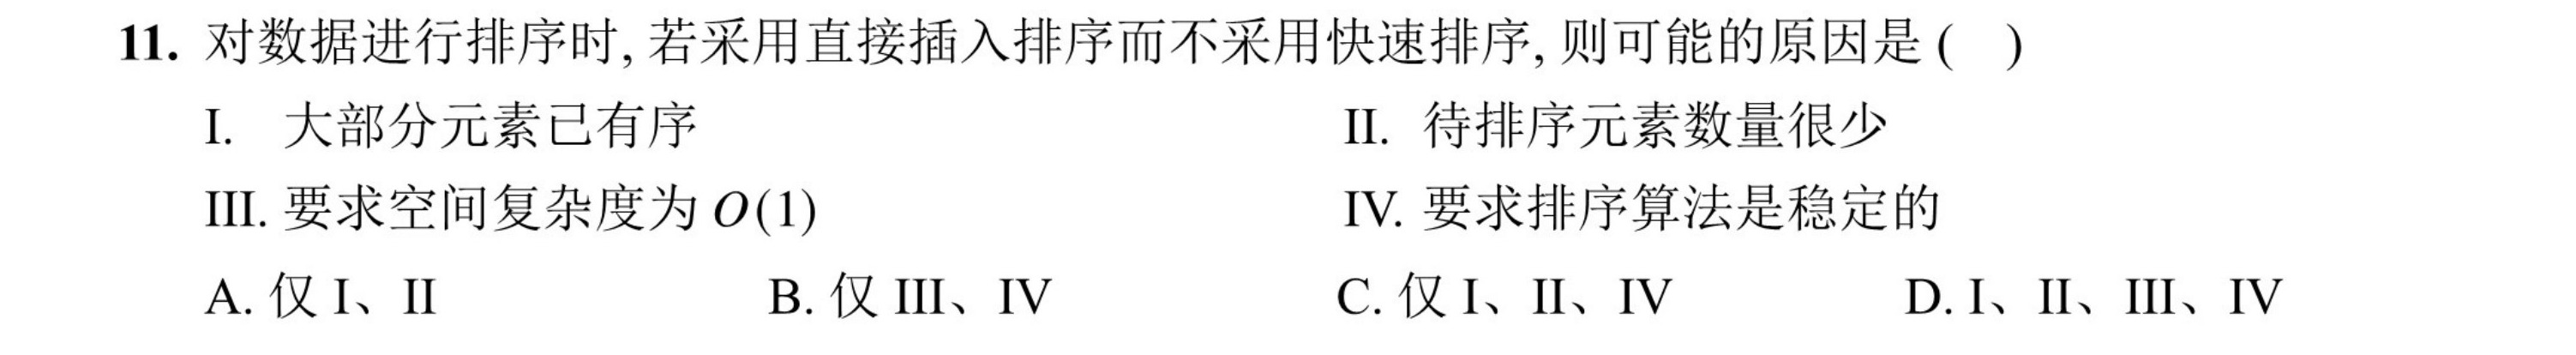 11. 对数据进行排序时, 若采用直接插入排序而不采用快速排序, 则可能的原因是 ( )
I. 大部分元素已有序 II. 待排序元素数量很少
III. 要求空间复杂度为 O(1) IV. 要求排序算法是稳定的
A. 仅 I、II B. 仅 III、IV C. 仅 I、II、IV D. I、II、III、IV